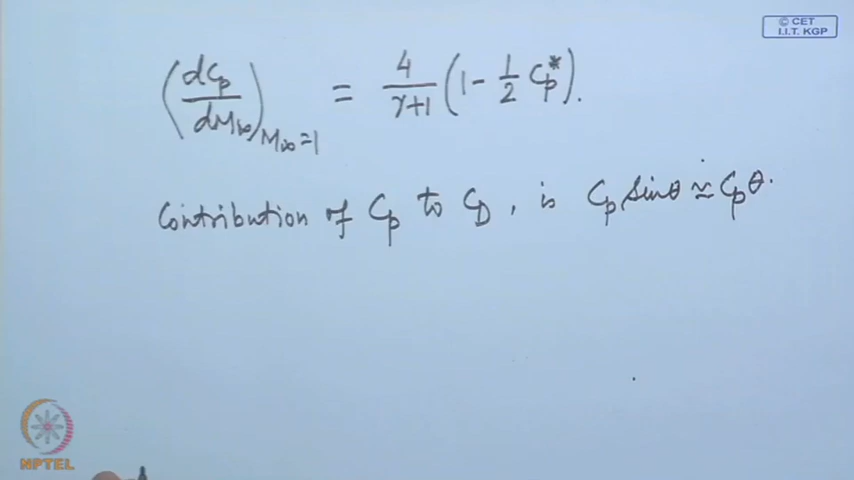 © CET
I.I.T. KGP
(dCp/dM∞)M∞=1 = 4/(γ+1) (1 - 1/2 Cp*).
Contribution of Cp to CD, is Cp sinθ ≃ Cpθ.
NPTEL